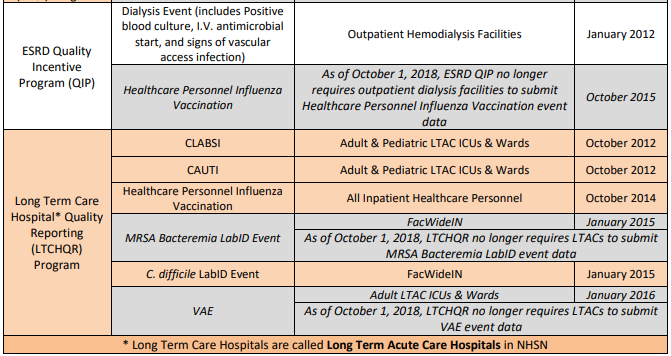 Dialysis Event (includes Positive
blood culture, I.V. antimicrobial
start, and signs of vascular
access infection)
Outpatient Hemodialysis Facilities
January 2012
ESRD Quality
Incentive
Program (QIP)
Healthcare Personnel Influenza
Vaccination
As of October 1, 2018, ESRD QIP no longer
requires outpatient dialysis facilities to submit
Healthcare Personnel Influenza Vaccination event
data
October 2015
Long Term Care
Hospital* Quality
Reporting
(LTCHQR)
Program
CLABSI
Adult & Pediatric LTAC ICUs & Wards
October 2012
CAUTI
Adult & Pediatric LTAC ICUs & Wards
October 2012
Healthcare Personnel Influenza
Vaccination
All Inpatient Healthcare Personnel
October 2014
MRSA Bacteremia LabID Event
FacWideIN
January 2015
As of October 1, 2018, LTCHQR no longer requires LTACs to submit
MRSA Bacteremia LabID event data
C. difficile LabID Event
FacWideIN
January 2015
VAE
Adult LTAC ICUs & Wards
January 2016
As of October 1, 2018, LTCHQR no longer requires LTACs to submit
VAE event data
* Long Term Care Hospitals are called Long Term Acute Care Hospitals in NHSN